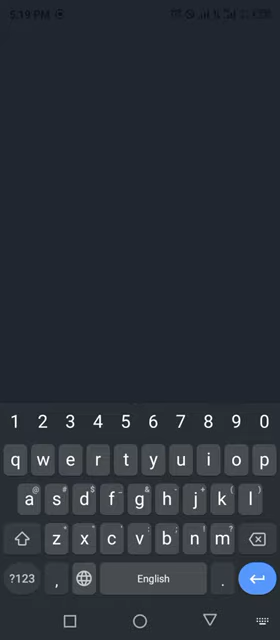 5.19 PM
1 2 3 4 5 6 7 8 9 0
q w e r t y u i o p
@ # $ _ & - + ( )
a s d f g h j k l
* " ' : ; ! ?
z x c v b n m
?123 , English .